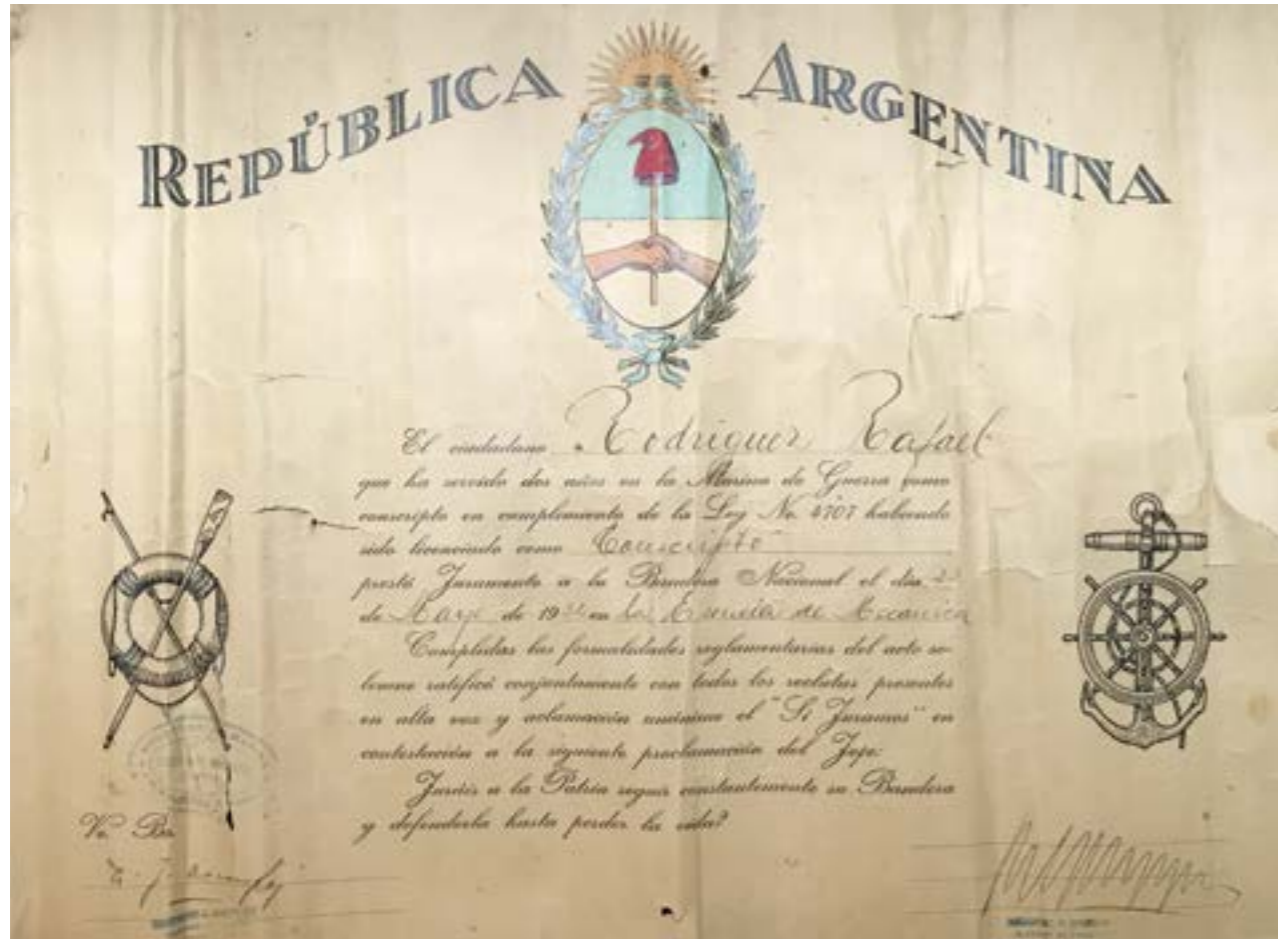 REPÚBLICA ARGENTINA
El ciudadano Rodriguez Rafael
que ha servido dos años en la Marina de Guerra como
conscripto en cumplimiento de la Ley No. 4707 habiendo
sido licenciado como Conscripto
prestó Juramento a la Bandera Nacional el día
de Mayo de 19 en la Escuela de Mecanica
Cumplidas las formalidades reglamentarias del acto so-
lemne ratificó conjuntamente con todos los reclutas presentes
en alta voz y aclamación unánime el "Si Juramos" en
contestación a la siguiente proclamación del Jefe:
Juráis a la Patria seguir constantemente su Bandera
y defenderla hasta perder la vida?
Vo. Bo.